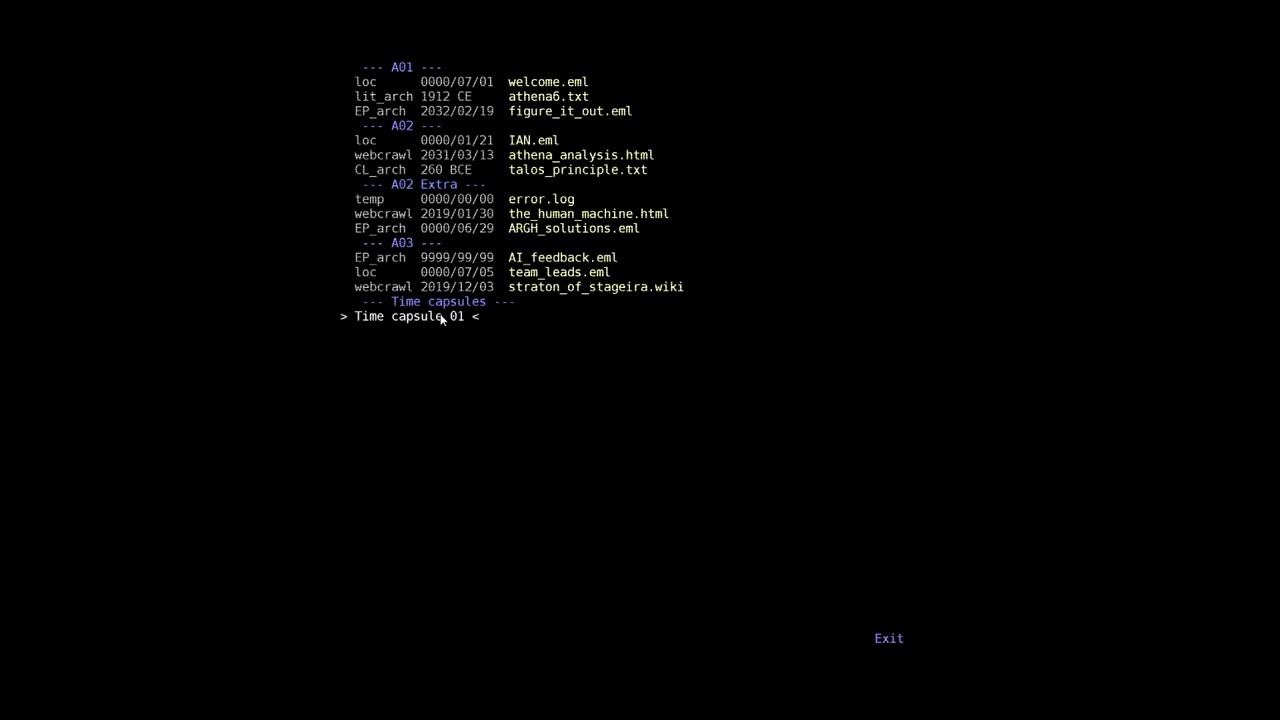 --- A01 ---
loc 0000/07/01 welcome.eml
lit_arch 1912 CE athena6.txt
EP_arch 2032/02/19 figure_it_out.eml
--- A02 ---
loc 0000/01/21 IAN.eml
webcrawl 2031/03/13 athena_analysis.html
CL_arch 260 BCE talos_principle.txt
--- A02 Extra ---
temp 0000/00/00 error.log
webcrawl 2019/01/30 the_human_machine.html
EP_arch 0000/06/29 ARGH_solutions.eml
--- A03 ---
EP_arch 9999/99/99 AI_feedback.eml
loc 0000/07/05 team_leads.eml
webcrawl 2019/12/03 straton_of_stageira.wiki
--- Time capsules ---
> Time capsule 01 <
Exit